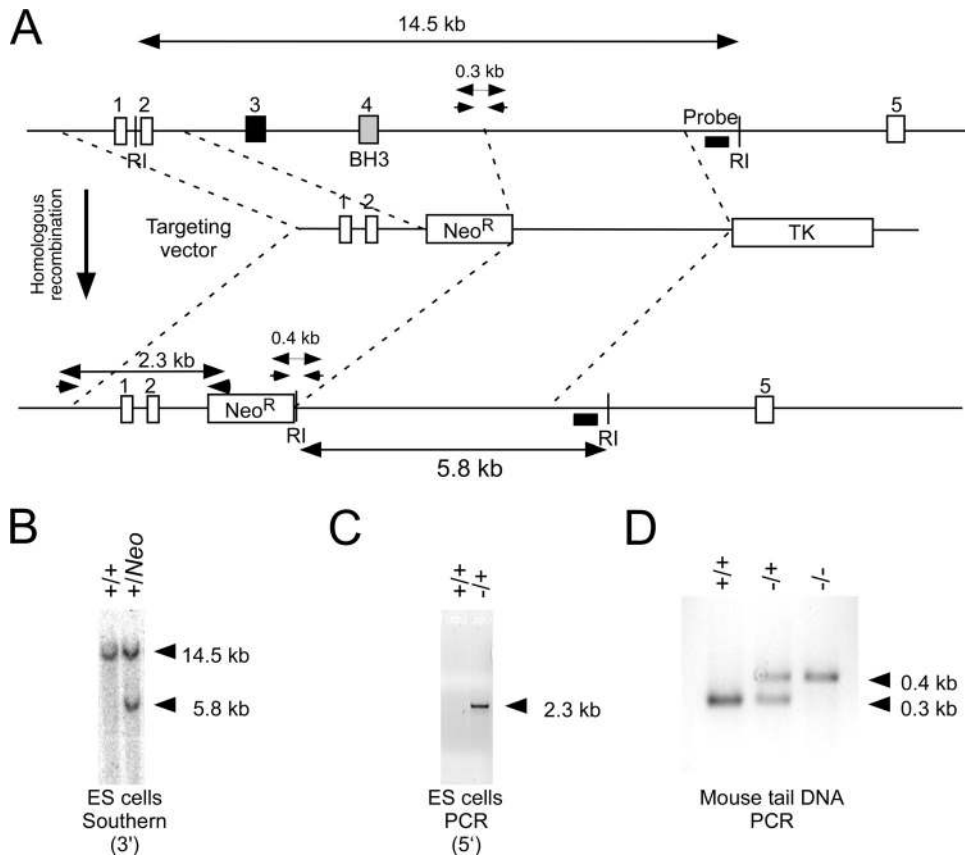 A
14.5 kb
0.3 kb
1 2 3 4 Probe 5
RI BH3 RI
Homologous
recombination
Targeting
vector
1 2 NeoR TK
0.4 kb
2.3 kb
1 2 NeoR 5
RI RI
5.8 kb
B
+/+
+/Neo
14.5 kb
5.8 kb
ES cells
Southern
(3')
C
+/+
-/+
2.3 kb
ES cells
PCR
(5')
D
+/+
-/+
-/-
0.4 kb
0.3 kb
Mouse tail DNA
PCR